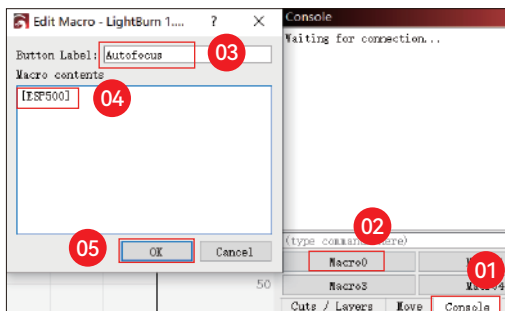 Edit Macro - LightBurn 1.... ? ×
Button Label: Autofocus
03
Macro contents
[ESP500]
04
05
OK
Cancel
50
Console
Waiting for connection...
02
(type command here)
Macro0
01
Macro3
Macro4
Cuts / Layers
Move
Console